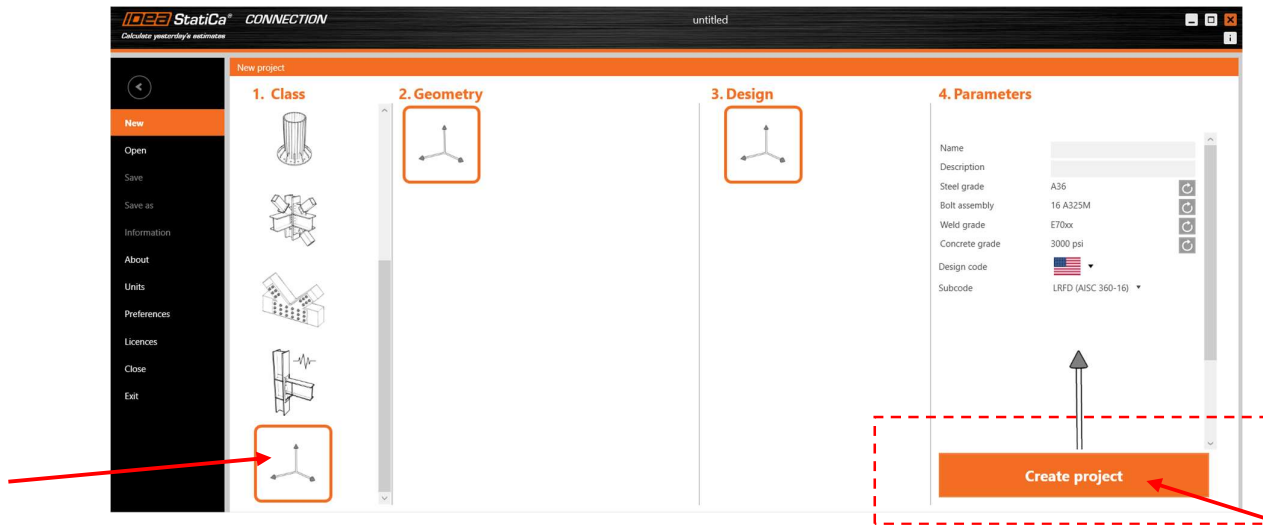 IDEA StatiCa® CONNECTION
untitled
Calculate yesterday's estimates
i
New project
1. Class
2. Geometry
3. Design
4. Parameters
New
Open
Save
Save as
Information
About
Units
Preferences
Licences
Close
Exit
Name
Description
Steel grade A36
Bolt assembly 16 A325M
Weld grade E70xx
Concrete grade 3000 psi
Design code
Subcode LRFD (AISC 360-16)
Create project